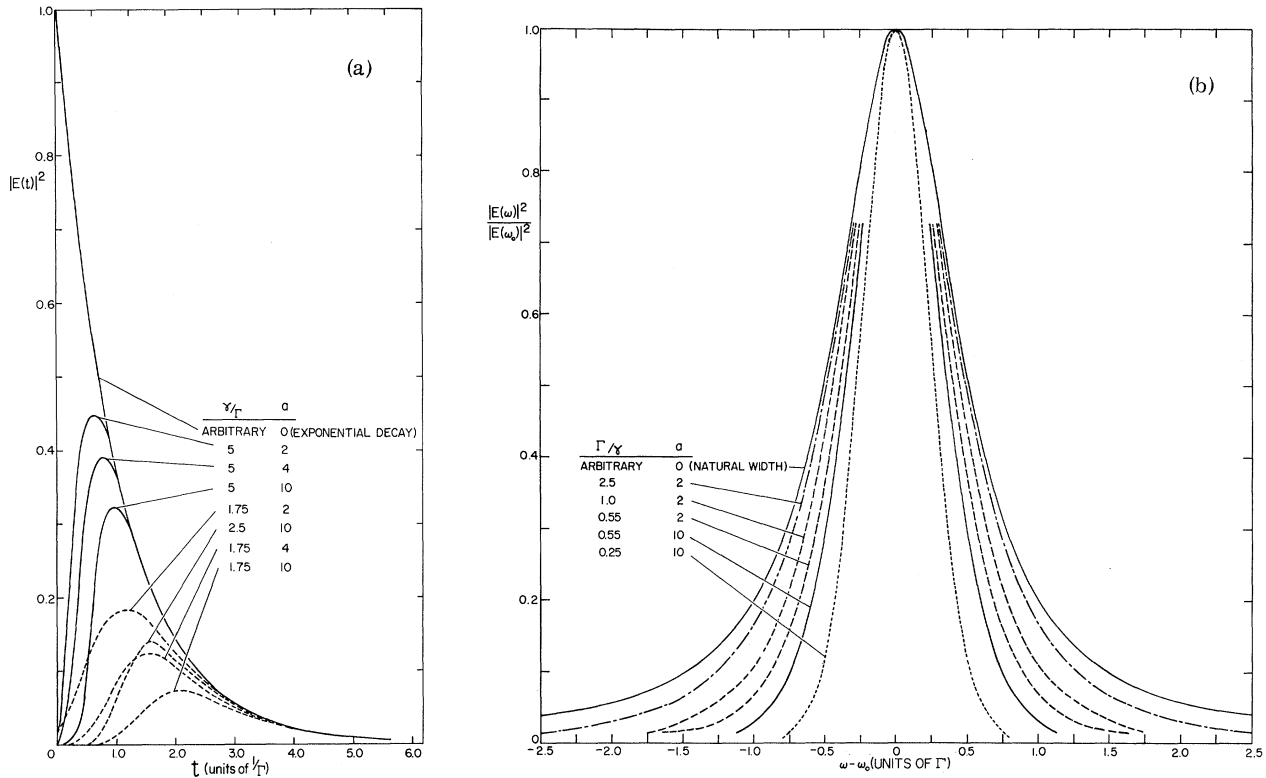 (a)
1.0
0.8
|E(t)|²
0.6
0.4
0.2
γ/Γ a
ARBITRARY 0 (EXPONENTIAL DECAY)
5 2
5 4
5 10
1.75 2
2.5 10
1.75 4
1.75 10
0 1.0 2.0 3.0 4.0 5.0 6.0
t (units of 1/Γ)
(b)
1.0
0.8
|E(ω)|²
|E(ω₀)|²
0.6
0.4
0.2
0
Γ/γ a
ARBITRARY 0 (NATURAL WIDTH)
2.5 2
1.0 2
0.55 2
0.55 10
0.25 10
-2.5 -2.0 -1.5 -1.0 -0.5 0 0.5 1.0 1.5 2.0 2.5
ω-ω₀ (UNITS OF Γ)